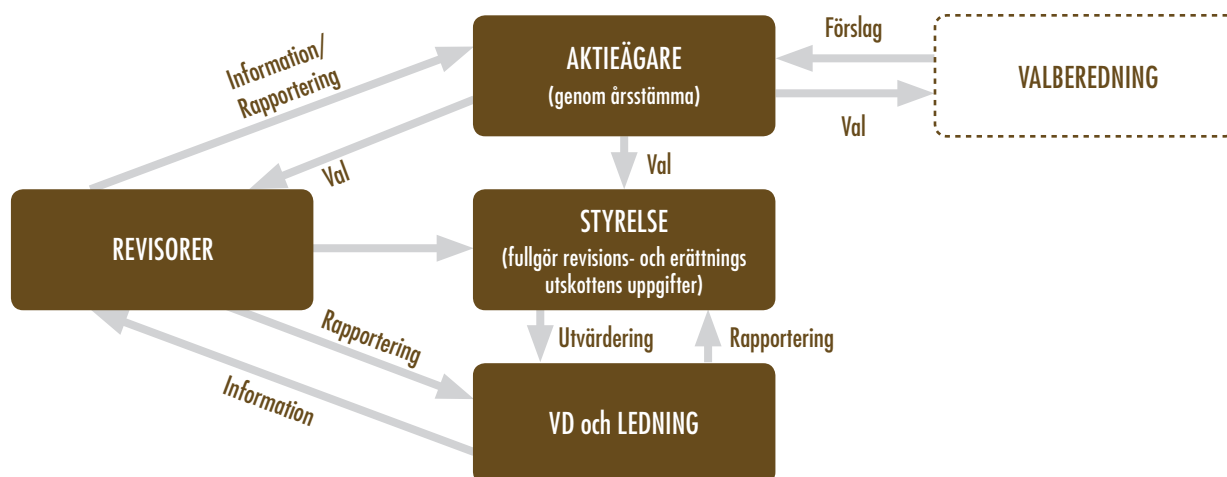 Förslag
AKTIEÄGARE
(genom årsstämma)
VALBEREDNING
Information/
Rapportering
Val
Val
Val
REVISORER
STYRELSE
(fullgör revisions- och erättnings
utskottens uppgifter)
Rapportering
Utvärdering
Rapportering
Information
VD och LEDNING